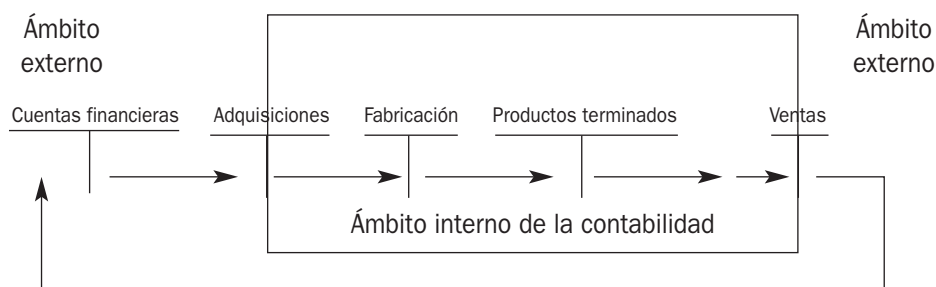 Ámbito
externo
Ámbito
externo
Cuentas financieras
Adquisiciones
Fabricación
Productos terminados
Ventas
Ámbito interno de la contabilidad